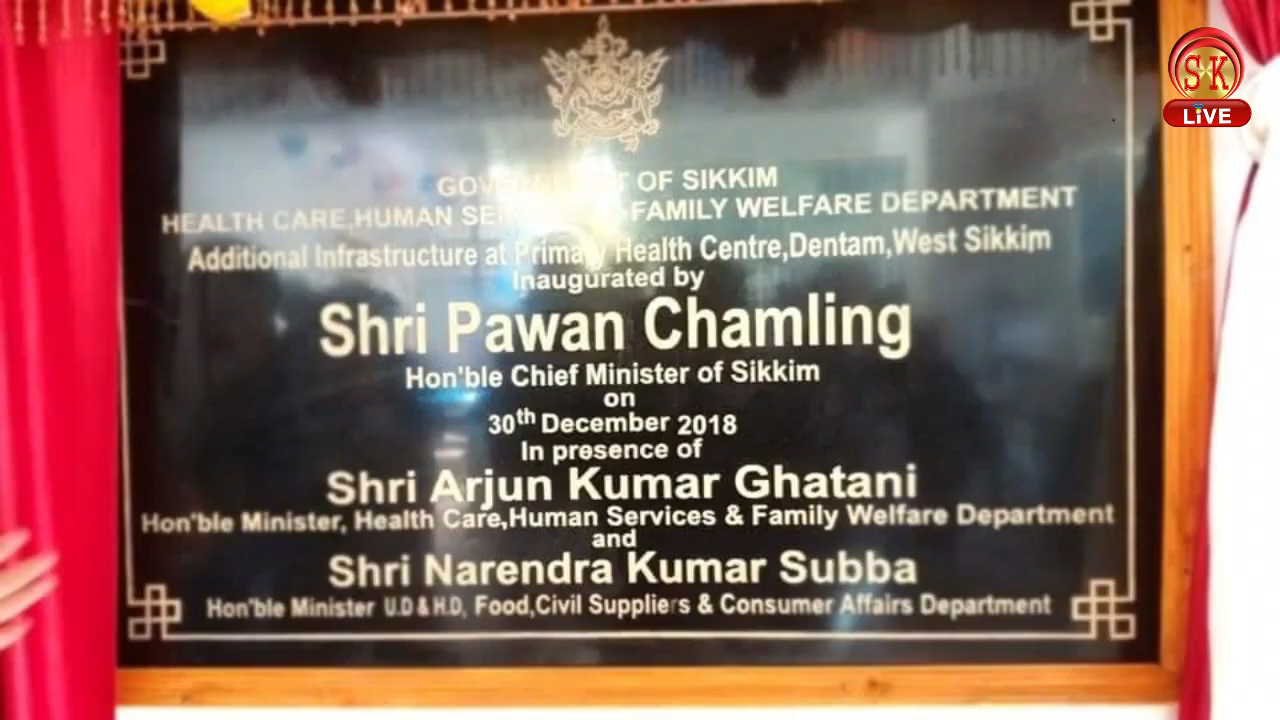 SK
LiVE
GOVERNMENT OF SIKKIM
HEALTH CARE,HUMAN SER FAMILY WELFARE DEPARTMENT
Additional Infrastructure at Primary Health Centre,Dentam,West Sikkim
Inaugurated by
Shri Pawan Chamling
Hon'ble Chief Minister of Sikkim
on
30th December 2018
In presence of
Shri Arjun Kumar Ghatani
Hon'ble Minister, Health Care,Human Services & Family Welfare Department
and
Shri Narendra Kumar Subba
Hon'ble Minister U.D & H.D, Food,Civil Suppliers & Consumer Affairs Department